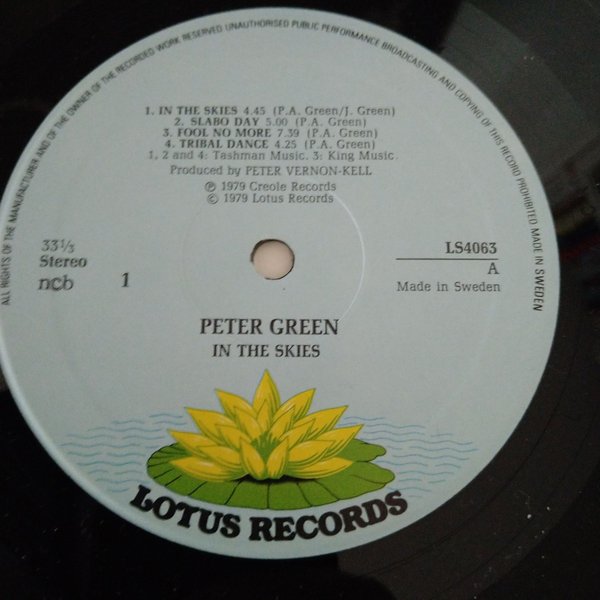 ALL RIGHTS OF THE MANUFACTURER AND OF THE OWNER OF THE RECORDED WORK RESERVED UNAUTHORISED PUBLIC PERFORMANCE BROADCASTING AND COPYING OF THIS RECORD PROHIBITED MADE IN SWEDEN
1. IN THE SKIES 4.45 (P.A. Green/J. Green)
2. SLABO DAY 5.00 (P.A. Green)
3. FOOL NO MORE 7.39 (P.A. Green)
4. TRIBAL DANCE 4.25 (P.A. Green)
1, 2 and 4: Tashman Music. 3: King Music.
Produced by PETER VERNON-KELL
℗ 1979 Creole Records
© 1979 Lotus Records
33⅓
Stereo
ncb
1
LS4063
A
Made in Sweden
PETER GREEN
IN THE SKIES
LOTUS RECORDS